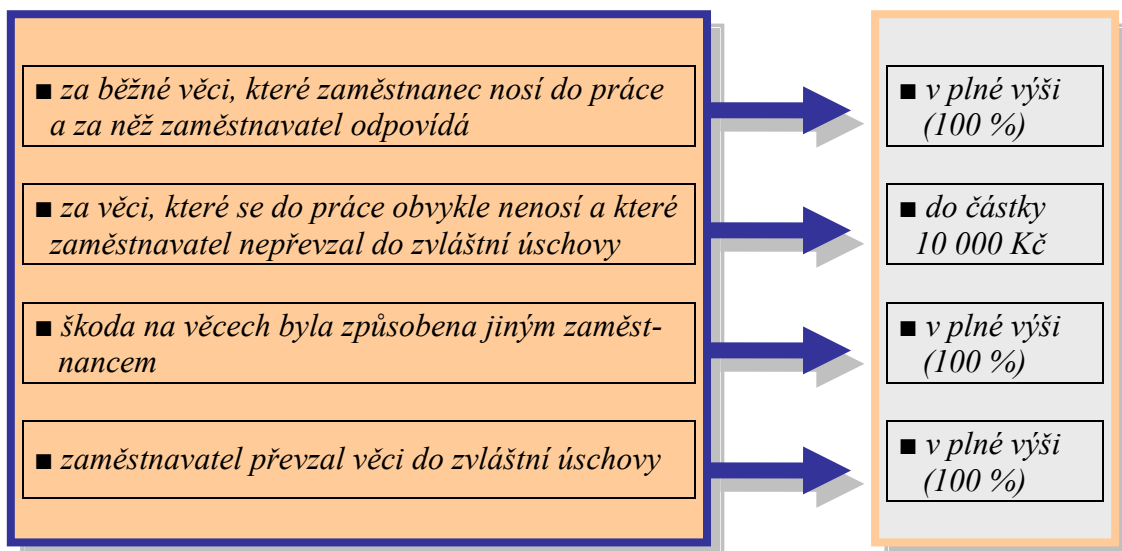 ■ za běžné věci, které zaměstnanec nosí do práce
a za něž zaměstnavatel odpovídá
■ v plné výši
(100 %)
■ za věci, které se do práce obvykle nenosí a které
zaměstnavatel nepřevzal do zvláštní úschovy
■ do částky
10 000 Kč
■ škoda na věcech byla způsobena jiným zaměst-
nancem
■ v plné výši
(100 %)
■ zaměstnavatel převzal věci do zvláštní úschovy
■ v plné výši
(100 %)